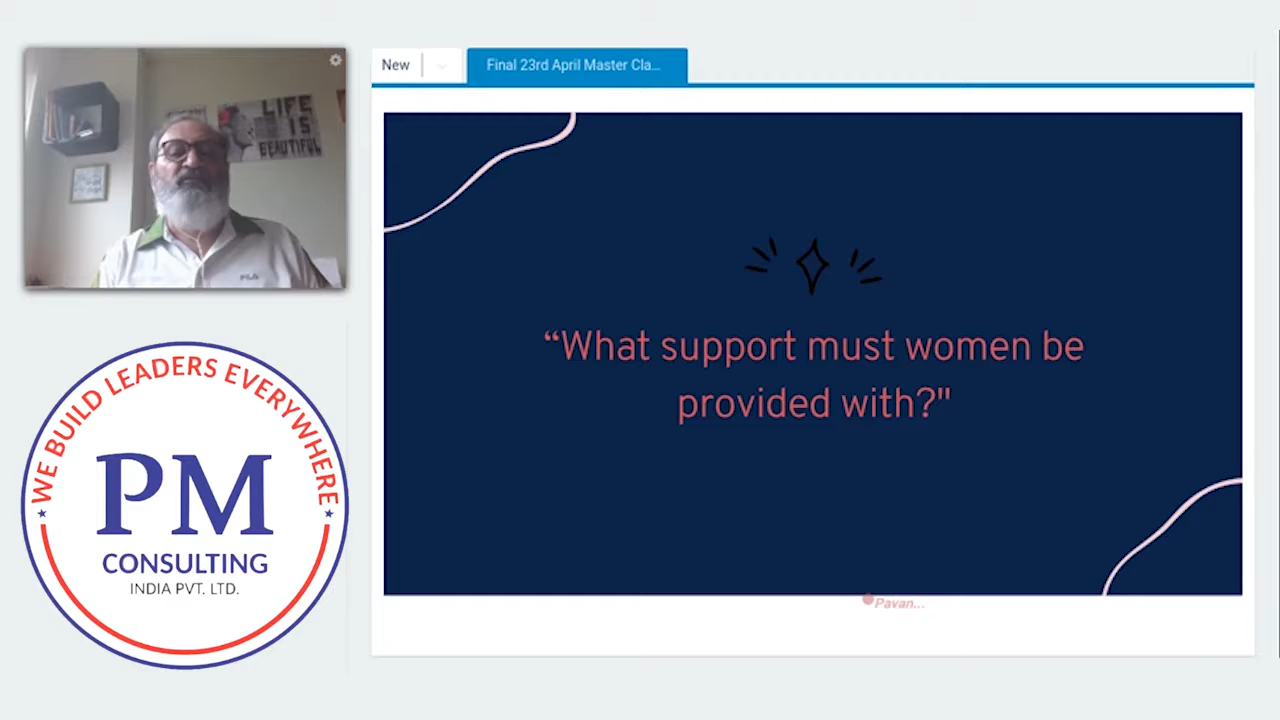 LIFE
IS
BEAUTIFUL
FILA
New
Final 23rd April Master Cla...
“What support must women be
provided with?"
Pavan...
WE BUILD LEADERS EVERYWHERE
PM
CONSULTING
INDIA PVT. LTD.